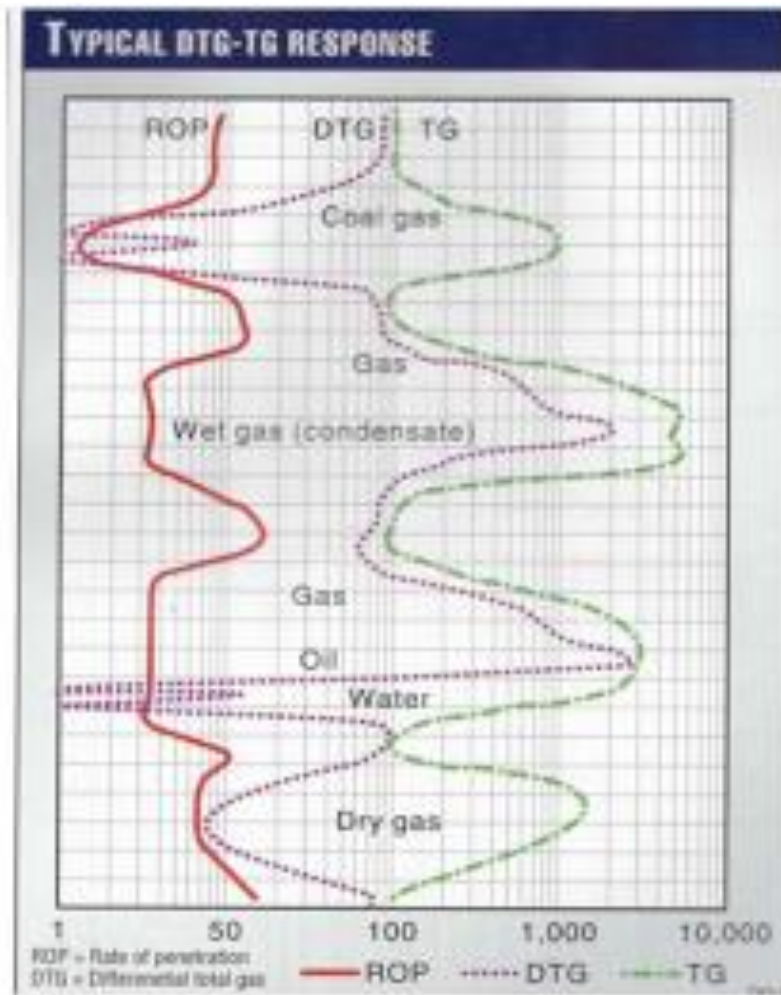 TYPICAL DTG-TG RESPONSE
ROP DTG TG
Coal gas
Gas
Wet gas (condensate)
Gas
Oil
Water
Dry gas
1 50 100 1,000 10,000
ROP = Rate of penetration
DTG = Differenetial total gas
ROP DTG TG